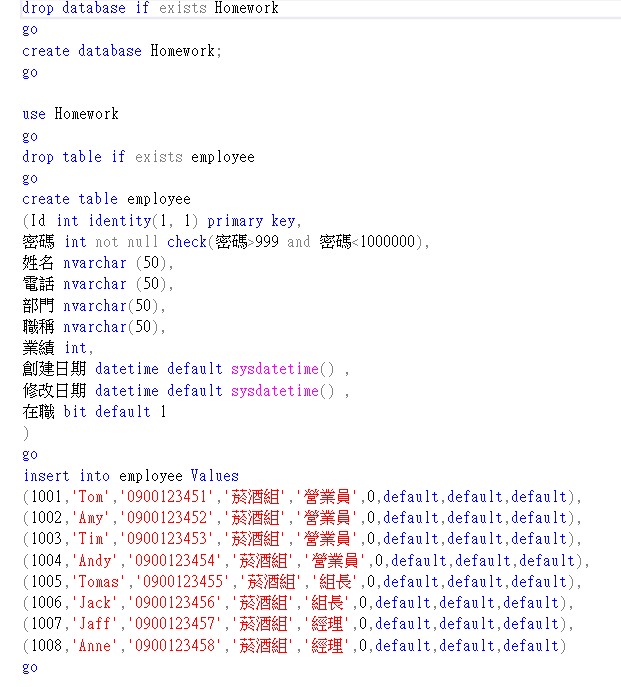 drop database if exists Homework
go
create database Homework;
go
use Homework
go
drop table if exists employee
go
create table employee
(Id int identity(1, 1) primary key,
密碼 int not null check(密碼>999 and 密碼<1000000),
姓名 nvarchar (50),
電話 nvarchar (50),
部門 nvarchar(50),
職稱 nvarchar(50),
業績 int,
創建日期 datetime default sysdatetime() ,
修改日期 datetime default sysdatetime() ,
在職 bit default 1
)
go
insert into employee Values
(1001,'Tom','0900123451','菸酒組','營業員',0,default,default,default),
(1002,'Amy','0900123452','菸酒組','營業員',0,default,default,default),
(1003,'Tim','0900123453','菸酒組','營業員',0,default,default,default),
(1004,'Andy','0900123454','菸酒組','營業員',0,default,default,default),
(1005,'Tomas','0900123455','菸酒組','組長',0,default,default,default),
(1006,'Jack','0900123456','菸酒組','組長',0,default,default,default),
(1007,'Jaff','0900123457','菸酒組','經理',0,default,default,default),
(1008,'Anne','0900123458','菸酒組','經理',0,default,default,default)
go